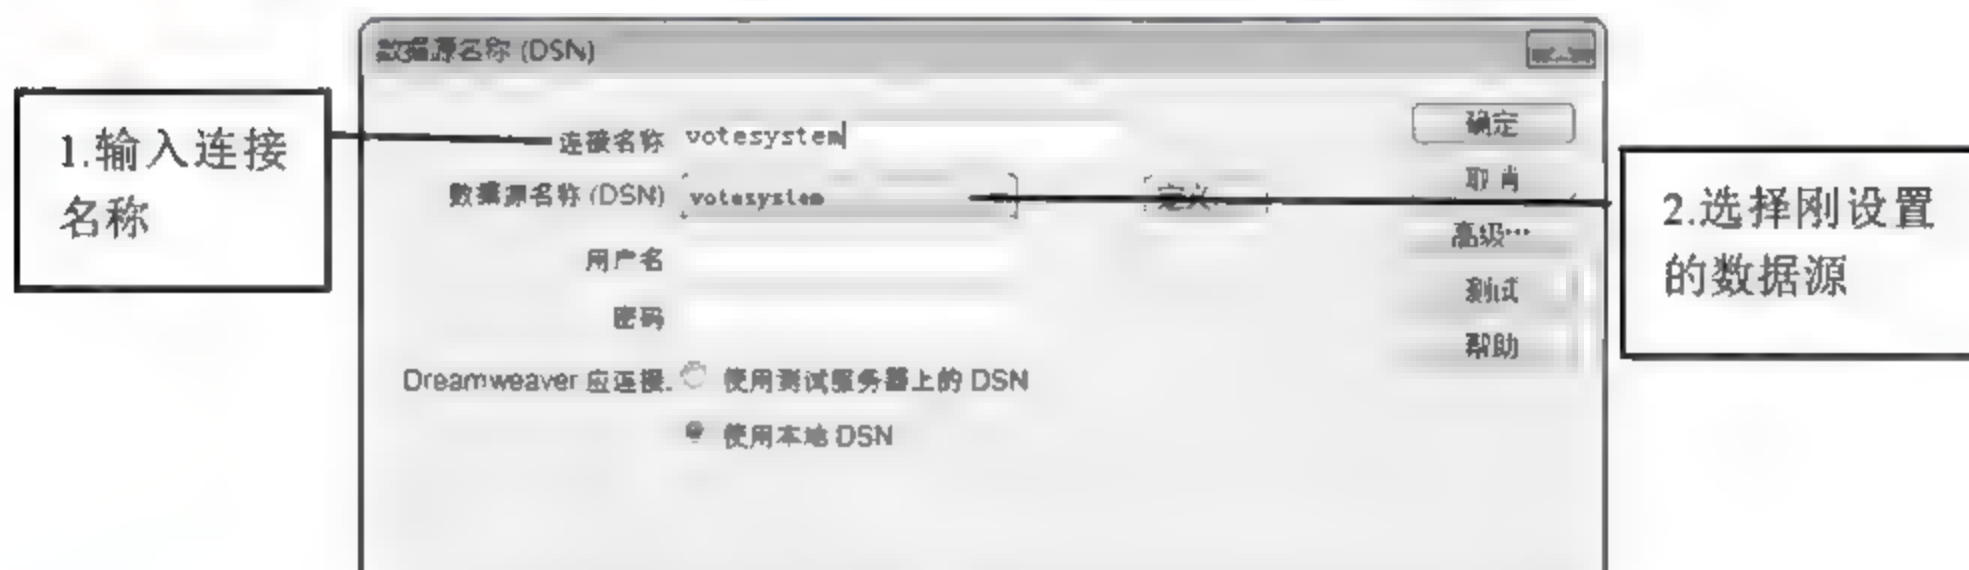 数据源名称 (DSN)
1.输入连接
名称
连接名称 votesystem
确定
数据源名称 (DSN) votesystem 定义...
取消
2.选择刚设置
的数据源
高级...
用户名
测试
密码
帮助
Dreamweaver 应连接: 使用测试服务器上的 DSN
使用本地 DSN